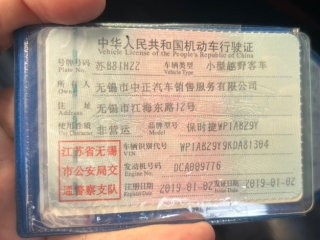 中华人民共和国机动车行驶证
Vehicle License of the People's Republic of China
号牌号码 苏BB1HZ2 车辆类型 小型越野客车
Plate No. Vehicle Type
所有人 无锡市中正汽车销售服务有限公司
Owner
住址 无锡市江海东路12号
Address
使用性质 非营运 品牌型号 保时捷WP1AB29Y
Use Character Model
车辆识别代号 WP1AB29Y9KDA81384
VIN
发动机号码 DCA009776
Engine No.
注册日期 2019-01-02 发证日期 2019-01-02
Register Date Issue Date
江苏省无锡
市公安局交
通警察支队